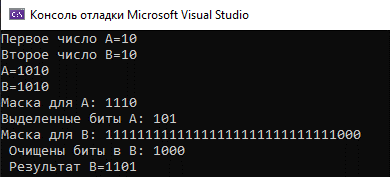 Консоль отладки Microsoft Visual Studio
Первое число A=10
Второе число B=10
A=1010
B=1010
Маска для A: 1110
Выделенные биты A: 101
Маска для B: 11111111111111111111111111111000
Очищены биты в B: 1000
Результат B=1101